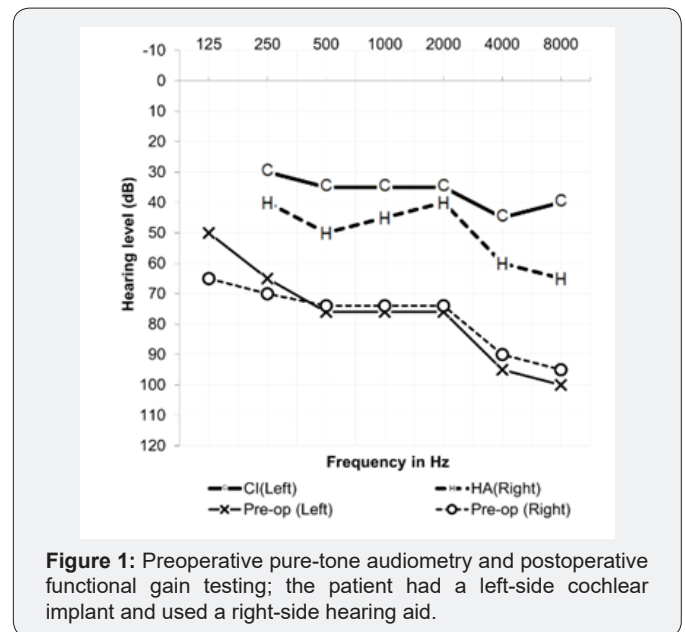 125 250 500 1000 2000 4000 8000
-10
0
10
20
30
40
50
60
70
80
90
100
110
120
Hearing level (dB)
C C C C C C
H H H H H H
Frequency in Hz
C CI(Left) H HA(Right)
Pre-op (Left) Pre-op (Right)
Figure 1: Preoperative pure-tone audiometry and postoperative
functional gain testing; the patient had a left-side cochlear
implant and used a right-side hearing aid.